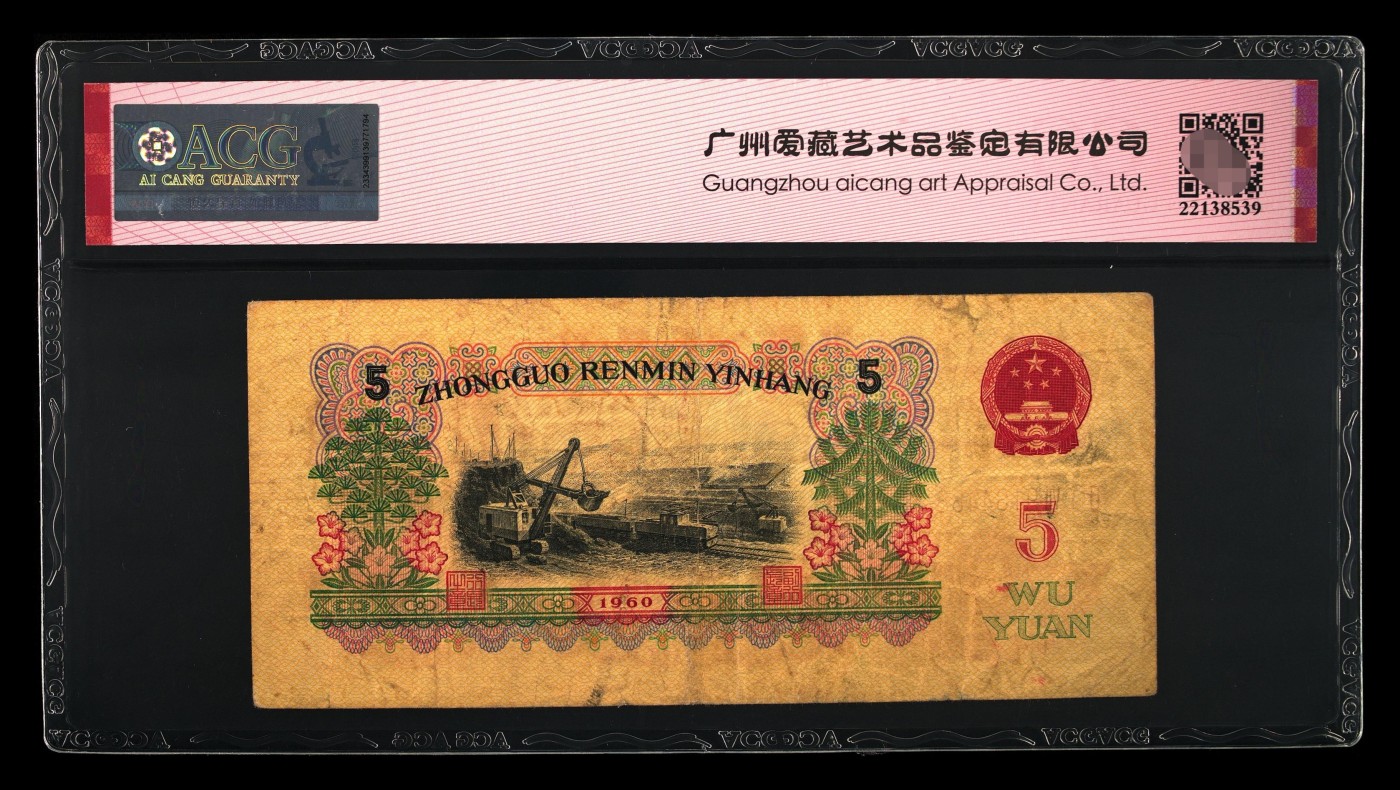 ACG
AI CANG GUARANTY
广州爱藏艺术品鉴定有限公司
Guangzhou aicang art Appraisal Co., Ltd.
22138539
5 ZHONGGUO RENMIN YINHANG 5
5
WU
YUAN
1960